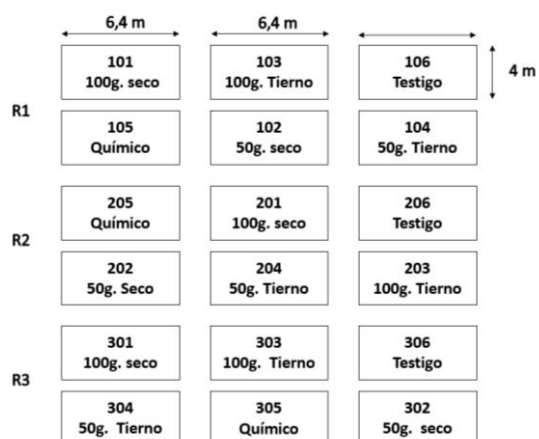 6,4 m
6,4 m
101
100g. seco
103
100g. Tierno
106
Testigo
4 m
R1
105
Químico
102
50g. seco
104
50g. Tierno
205
Químico
201
100g. seco
206
Testigo
R2
202
50g. Seco
204
50g. Tierno
203
100g. Tierno
301
100g. seco
303
100g. Tierno
306
Testigo
R3
304
50g. Tierno
305
Químico
302
50g. seco